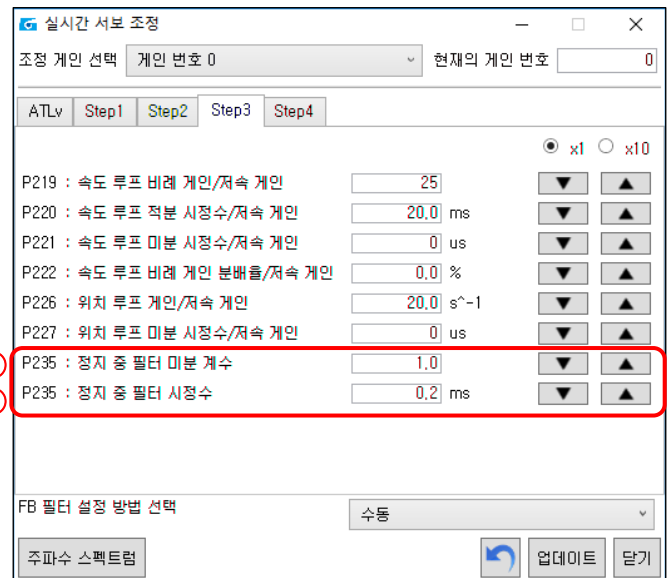 실시간 서보 조정
조정 게인 선택 게인 번호 0 현재의 게인 번호 0
ATLv Step1 Step2 Step3 Step4
x1 x10
P219 : 속도 루프 비례 게인/저속 게인 25
P220 : 속도 루프 적분 시정수/저속 게인 20.0 ms
P221 : 속도 루프 미분 시정수/저속 게인 0 us
P222 : 속도 루프 비례 게인 분배율/저속 게인 0.0 %
P226 : 위치 루프 게인/저속 게인 20.0 s^-1
P227 : 위치 루프 미분 시정수/저속 게인 0 us
P235 : 정지 중 필터 미분 계수 1.0
P235 : 정지 중 필터 시정수 0.2 ms
FB 필터 설정 방법 선택 수동
주파수 스펙트럼 업데이트 닫기